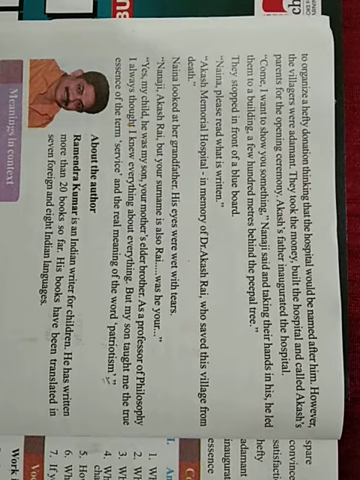 to organize a hefty donation thinking that the hospital would be named after him. However,
the villagers were adamant. They took the money, built the hospital and called Akash's
parents for the opening ceremony. Akash's father inaugurated the hospital.
"Come, I want to show you something," Nanaji said and taking their hands in his, he led
them to a building, a few hundred metres behind the peepal tree."
They stopped in front of a blue board.
"Naina, please read what is written."
"Akash Memorial Hospital - in memory of Dr. Akash Rai, who saved this village from
death."
Naina looked at her grandfather. His eyes were wet with tears.
"Nanaji, Akash Rai, but your surname is also Rai.....was he your..."
"Yes, my child, he was my son, your mother's elder brother. As a professor of Philosophy
I always thought I knew everything about everything. But my son taught me the true
essence of the term 'service' and the real meaning of the word 'patriotism'."
About the author
Ramendra Kumar is an Indian writer for children. He has written
more than 20 books so far. His books have been translated in
seven foreign and eight Indian languages.
Meanings in context
spare
convince
satisfacti
hefty
adamant
inaugurat
essence
Co
I. An
1. Wh
2. Wh
3. Wh
4. Wh
cha
5. Ho
6. Wh
7. If y
Vo
Work i